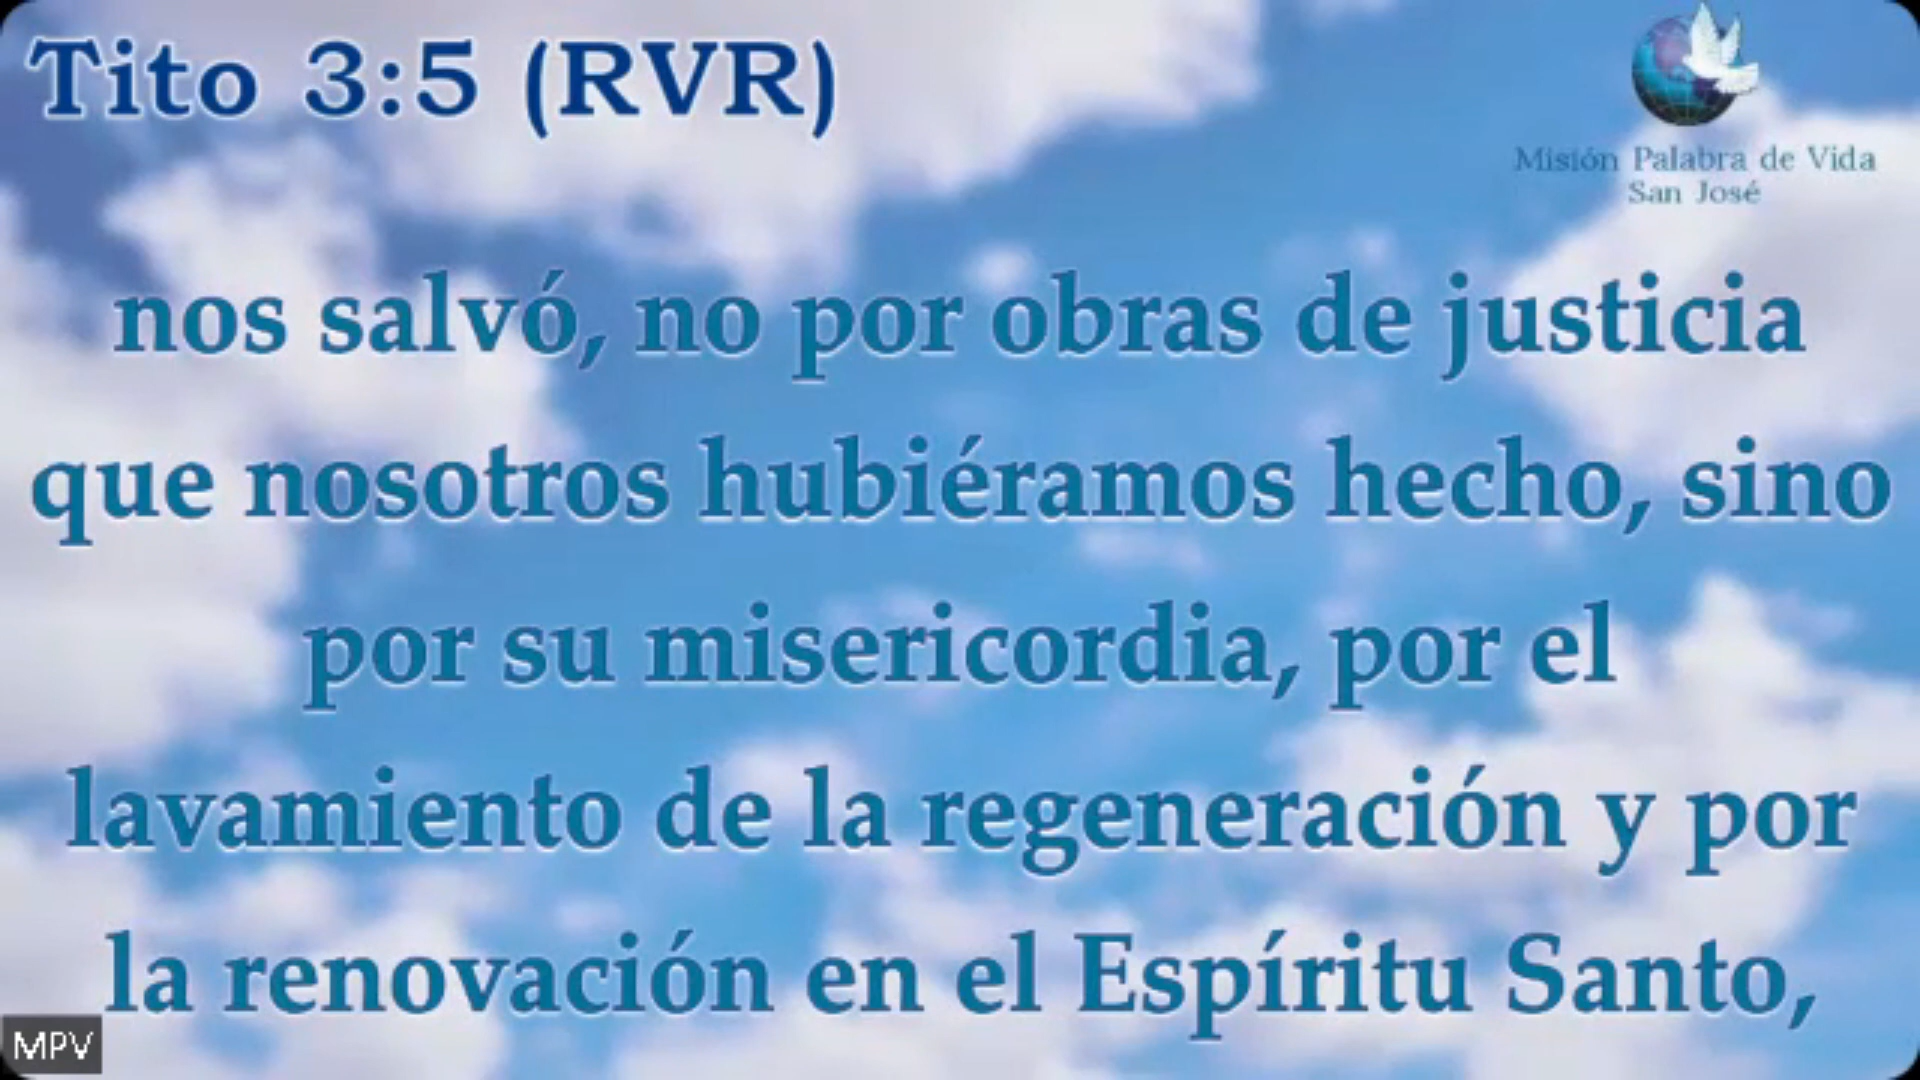 Tito 3:5 (RVR)
Misión Palabra de Vida
San José
nos salvó, no por obras de justicia
que nosotros hubiéramos hecho, sino
por su misericordia, por el
lavamiento de la regeneración y por
la renovación en el Espíritu Santo,
MPV